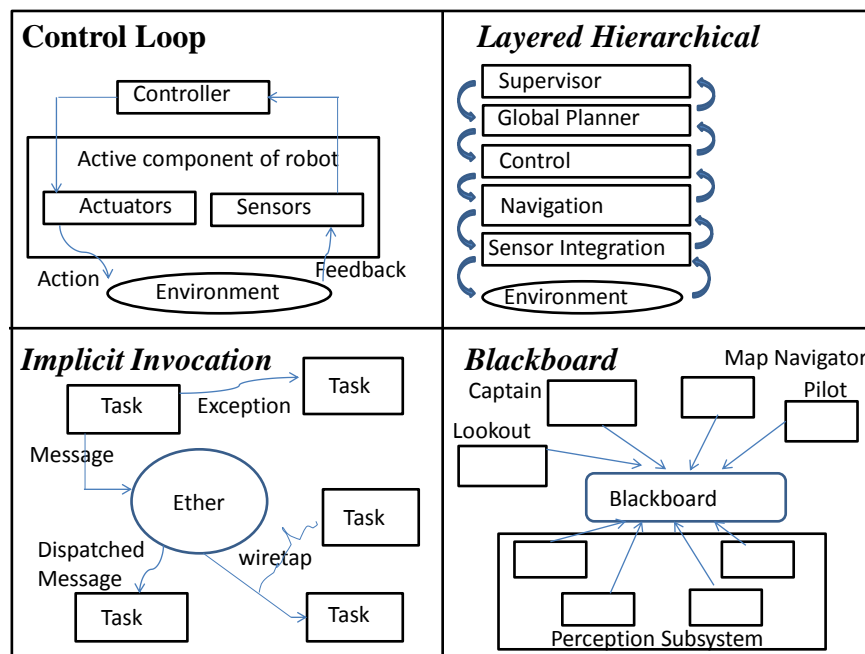 Control Loop
Controller
Active component of robot
Actuators
Sensors
Action
Feedback
Environment
Layered Hierarchical
Supervisor
Global Planner
Control
Navigation
Sensor Integration
Environment
Implicit Invocation
Task
Task
Exception
Message
Ether
Task
wiretap
Dispatched
Message
Task
Task
Blackboard
Map Navigator
Captain
Pilot
Lookout
Blackboard
Perception Subsystem